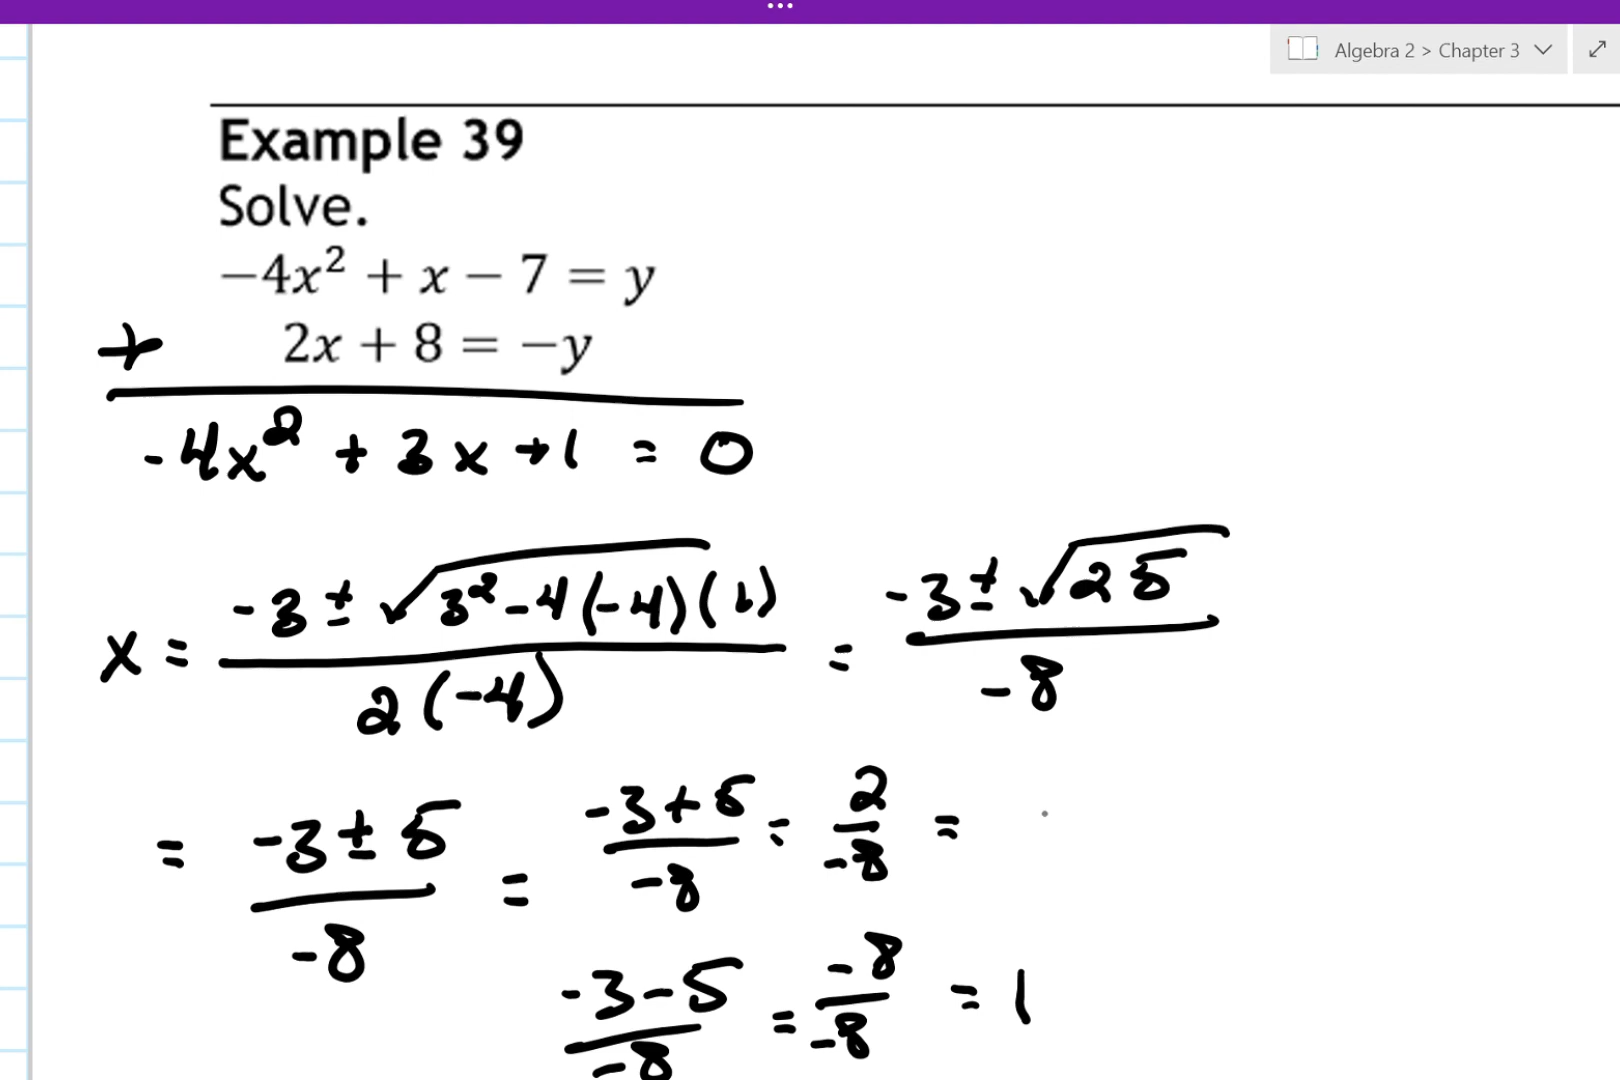 Algebra 2 > Chapter 3
Example 39
Solve.
−4x² + x − 7 = y
+ 2x + 8 = −y
-4x² + 3x + 1 = 0
x = (-3 ± √(3² - 4(-4)(1))) / 2(-4) = (-3 ± √25) / -8
= (-3 ± 5) / -8 = (-3 + 5) / -8 = 2 / -8 =
(-3 - 5) / -8 = -8 / -8 = 1